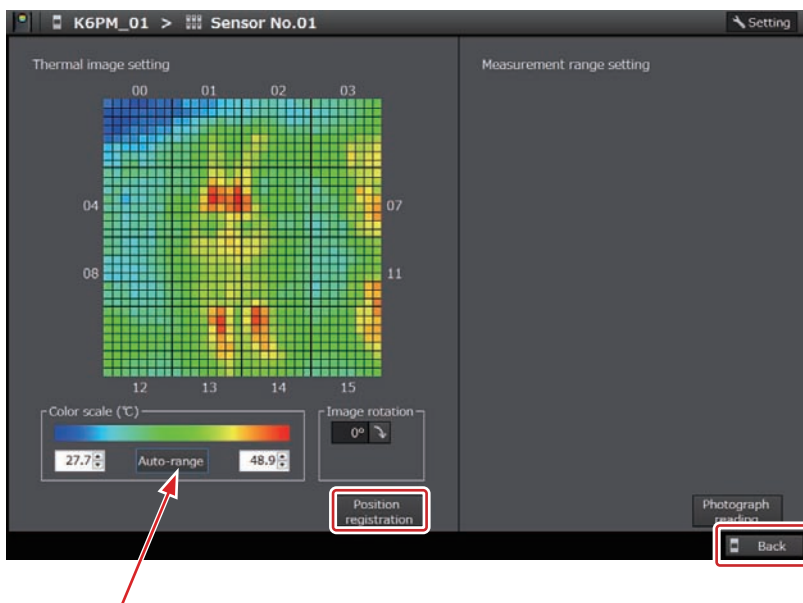 K6PM_01 > Sensor No.01
Setting
Thermal image setting
Measurement range setting
00 01 02 03
04 07
08 11
12 13 14 15
Color scale (℃)
Image rotation
0°
27.7 Auto-range 48.9
Position
registration
Photograph
reading
Back